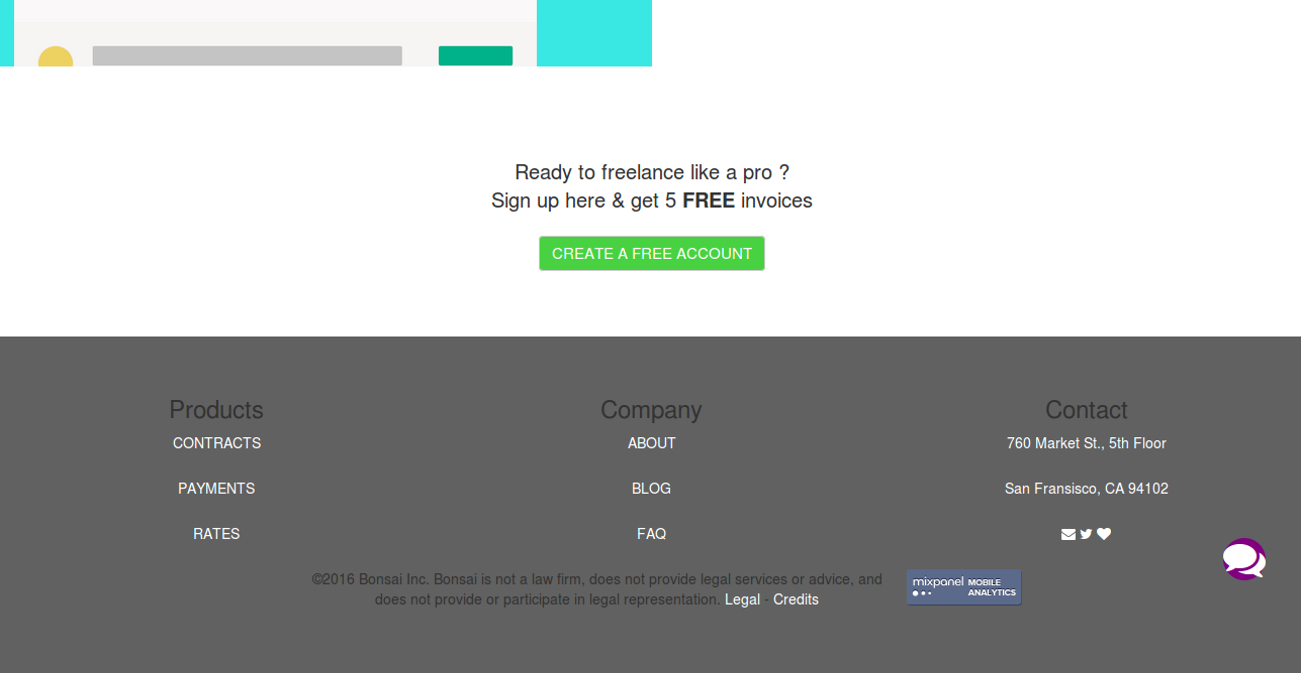 Ready to freelance like a pro ?
Sign up here & get 5 FREE invoices
CREATE A FREE ACCOUNT
Products
CONTRACTS
PAYMENTS
RATES
Company
ABOUT
BLOG
FAQ
Contact
760 Market St., 5th Floor
San Fransisco, CA 94102
©2016 Bonsai Inc. Bonsai is not a law firm, does not provide legal services or advice, and
does not provide or participate in legal representation. Legal - Credits
mixpanel MOBILE
ANALYTICS